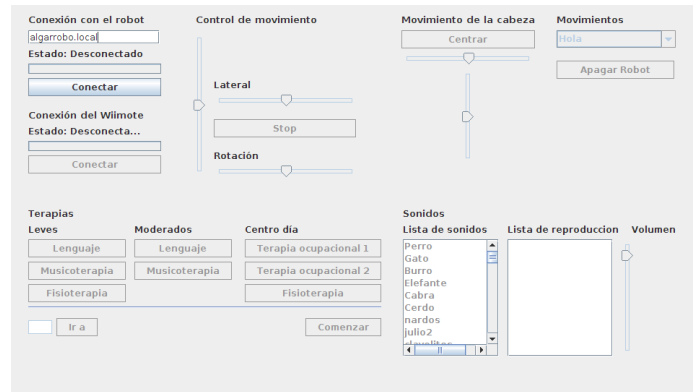 Conexión con el robot
algarrobo.local
Estado: Desconectado
Conectar
Conexión del Wiimote
Estado: Desconecta...
Conectar
Control de movimiento
Lateral
Stop
Rotación
Movimiento de la cabeza
Centrar
Movimientos
Hola
Apagar Robot
Terapias
Leves
Lenguaje
Musicoterapia
Fisioterapia
Moderados
Lenguaje
Musicoterapia
Centro día
Terapia ocupacional 1
Terapia ocupacional 2
Fisioterapia
Ir a
Comenzar
Sonidos
Lista de sonidos
Perro
Gato
Burro
Elefante
Cabra
Cerdo
nardos
julio2
Lista de reproduccion
Volumen